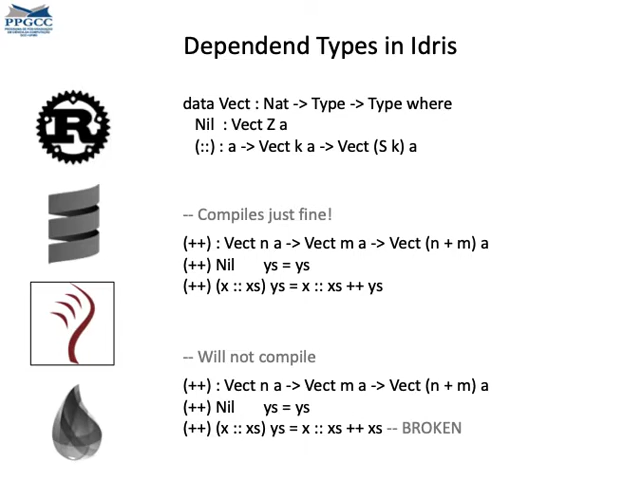 PPGCC
Dependend Types in Idris
data Vect : Nat -> Type -> Type where
Nil : Vect Z a
(::) : a -> Vect k a -> Vect (S k) a
-- Compiles just fine!
(++) : Vect n a -> Vect m a -> Vect (n + m) a
(++) Nil ys = ys
(++) (x :: xs) ys = x :: xs ++ ys
-- Will not compile
(++) : Vect n a -> Vect m a -> Vect (n + m) a
(++) Nil ys = ys
(++) (x :: xs) ys = x :: xs ++ xs -- BROKEN
R